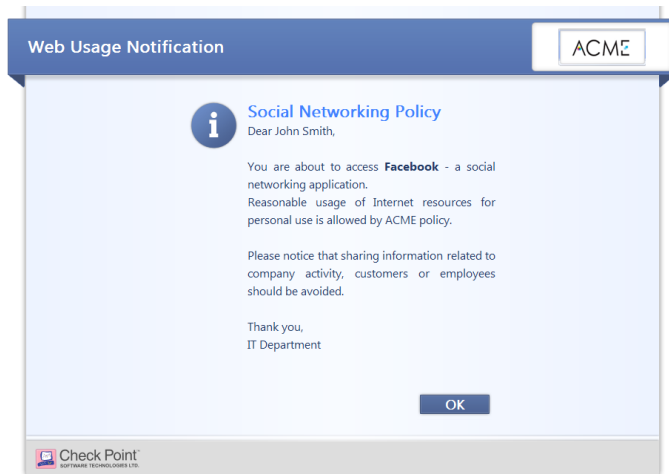 Web Usage Notification
ACME
i
Social Networking Policy
Dear John Smith,
You are about to access Facebook - a social
networking application.
Reasonable usage of Internet resources for
personal use is allowed by ACME policy.
Please notice that sharing information related to
company activity, customers or employees
should be avoided.
Thank you,
IT Department
OK
Check Point
SOFTWARE TECHNOLOGIES LTD.